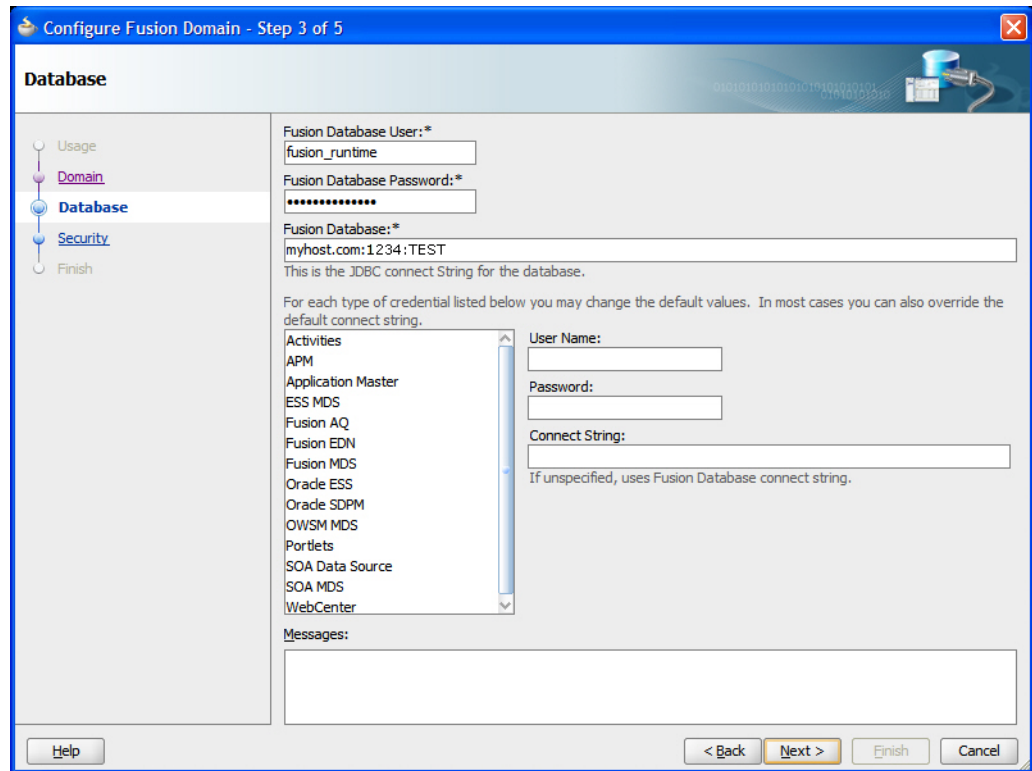 Configure Fusion Domain - Step 3 of 5
Database
Usage
Domain
Database
Security
Finish
Fusion Database User:*
fusion_runtime
Fusion Database Password:*
••••••••••••••
Fusion Database:*
myhost.com:1234:TEST
This is the JDBC connect String for the database.
For each type of credential listed below you may change the default values. In most cases you can also override the
default connect string.
Activities
APM
Application Master
ESS MDS
Fusion AQ
Fusion EDN
Fusion MDS
Oracle ESS
Oracle SDPM
OWSM MDS
Portlets
SOA Data Source
SOA MDS
WebCenter
User Name:
Password:
Connect String:
If unspecified, uses Fusion Database connect string.
Messages:
Help
< Back
Next >
Finish
Cancel